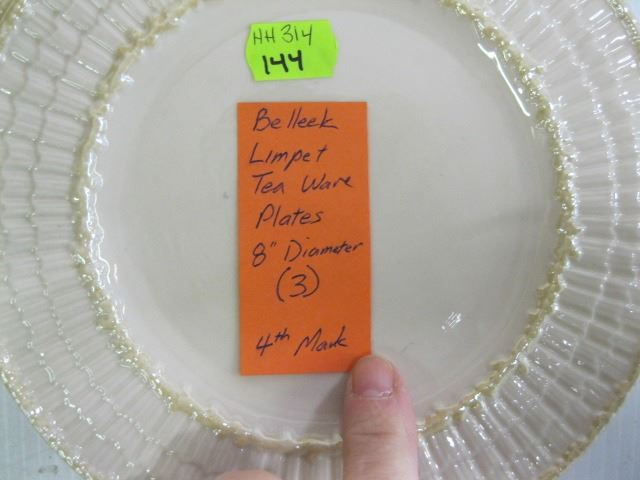 HH 314
144
Belleek
Limpet
Tea Ware
Plates
8" Diameter
(3)
4th Mark